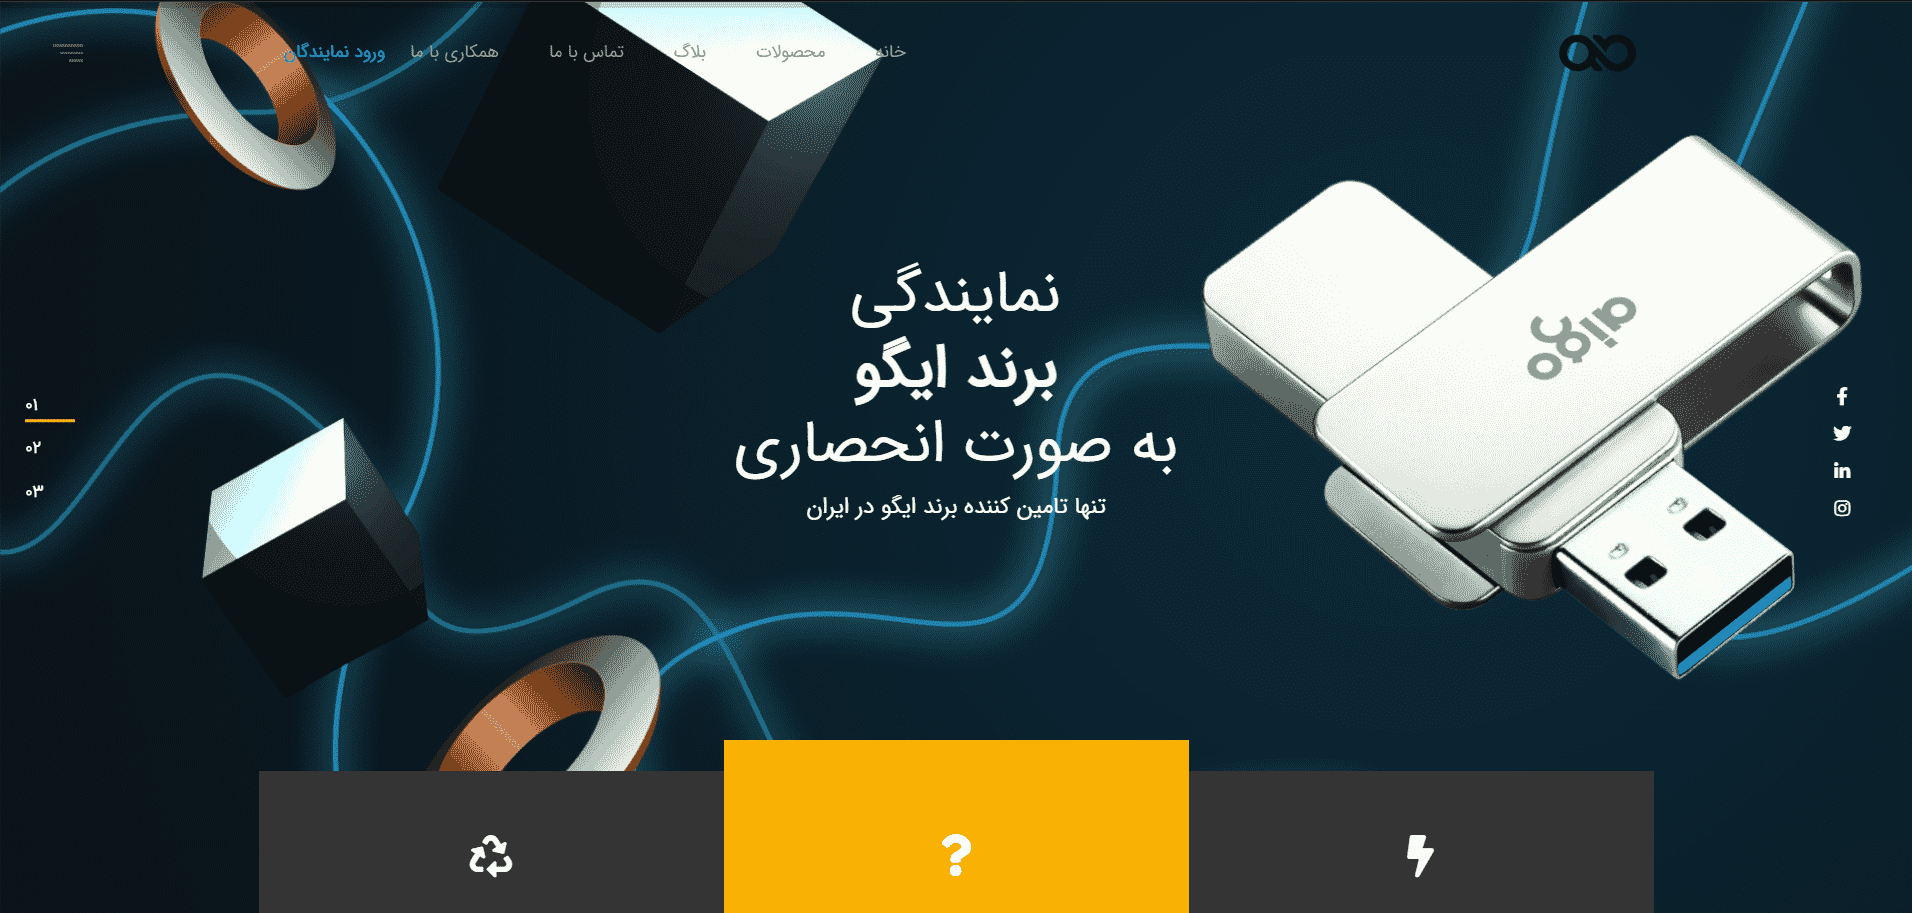 خانه
محصولات
بلاگ
تماس با ما
همکاری با ما
ورود نمایندگان
نمایندگی
برند ایگو
به صورت انحصاری
تنها تامین کننده برند ایگو در ایران
aigo
۰۱
۰۲
۰۳